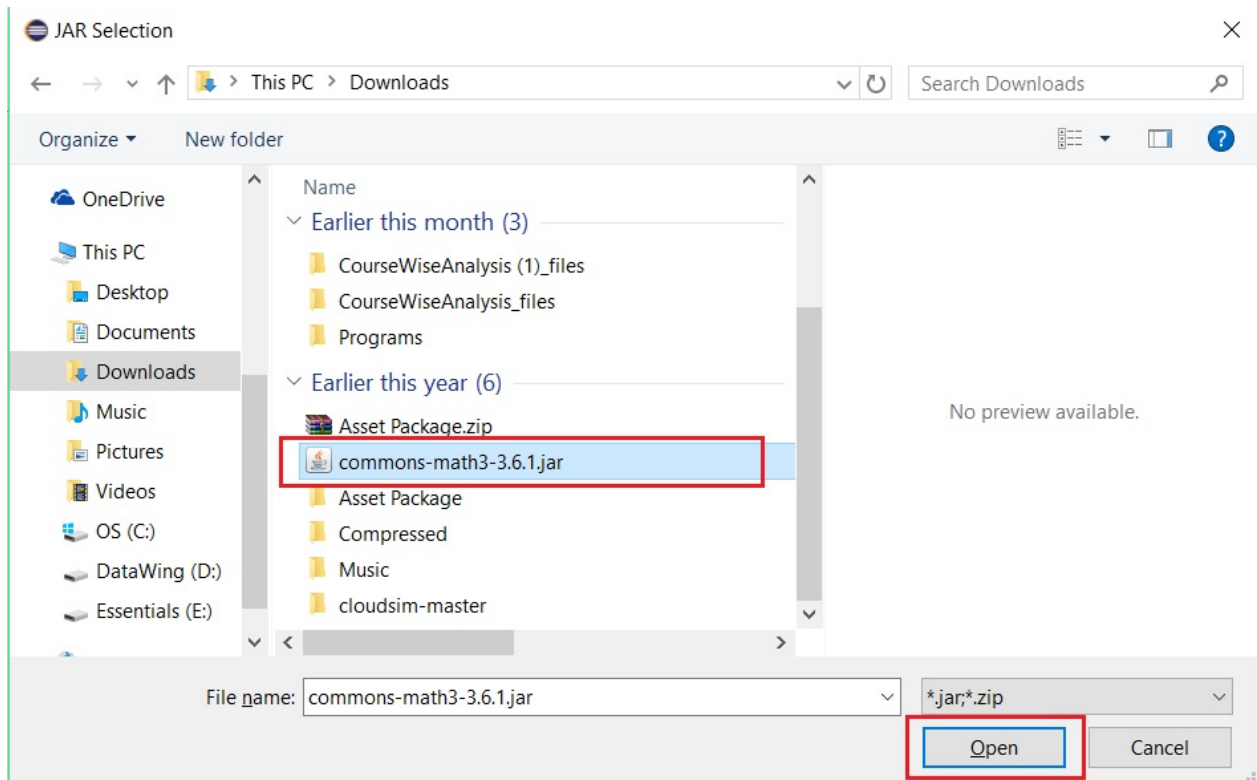 JAR Selection
This PC > Downloads
Search Downloads
Organize
New folder
?
OneDrive
This PC
Desktop
Documents
Downloads
Music
Pictures
Videos
OS (C:)
DataWing (D:)
Essentials (E:)
Name
Earlier this month (3)
CourseWiseAnalysis (1)_files
CourseWiseAnalysis_files
Programs
Earlier this year (6)
Asset Package.zip
commons-math3-3.6.1.jar
Asset Package
Compressed
Music
cloudsim-master
No preview available.
File name: commons-math3-3.6.1.jar
*.jar;*.zip
Open
Cancel